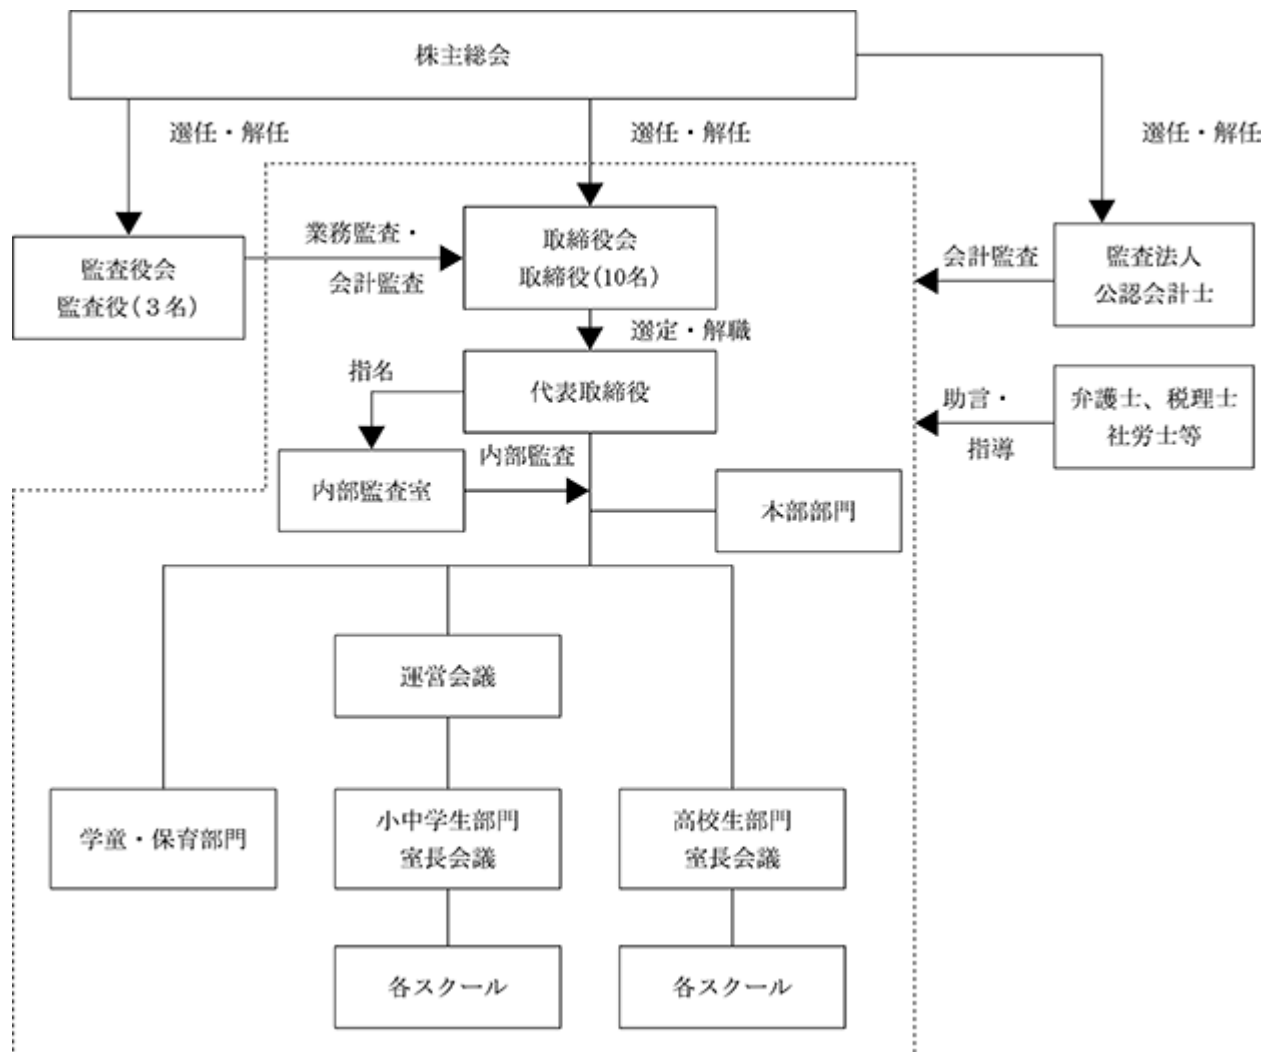 株主総会
選任・解任
選任・解任
選任・解任
監査役会
監査役(3名)
業務監査・
会計監査
取締役会
取締役(10名)
会計監査
監査法人
公認会計士
選定・解職
指名
代表取締役
助言・
指導
弁護士、税理士
社労士等
内部監査室
内部監査
本部部門
運営会議
学童・保育部門
小中学生部門
室長会議
高校生部門
室長会議
各スクール
各スクール